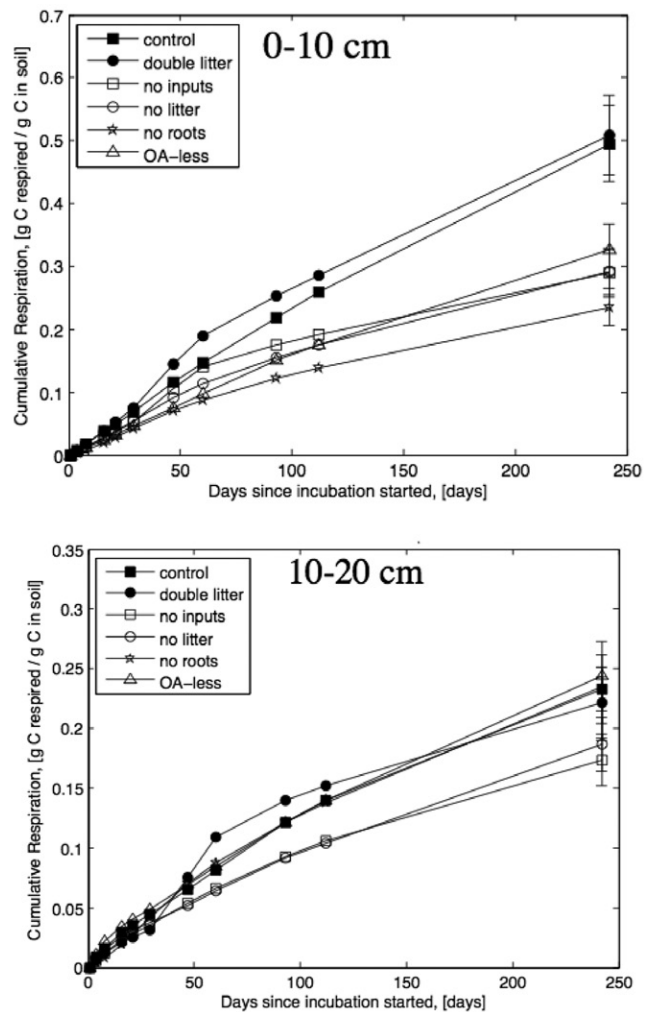 0-10 cm
control
double litter
no inputs
no litter
no roots
OA-less
0.7
0.6
0.5
0.4
0.3
0.2
0.1
0
0 50 100 150 200 250
Cumulative Respiration, [g C respired / g C in soil]
Days since incubation started, [days]
10-20 cm
control
double litter
no inputs
no litter
no roots
OA-less
0.35
0.3
0.25
0.2
0.15
0.1
0.05
0
0 50 100 150 200 250
Cumulative Respiration, [g C respired / g C in soil]
Days since incubation started, [days]